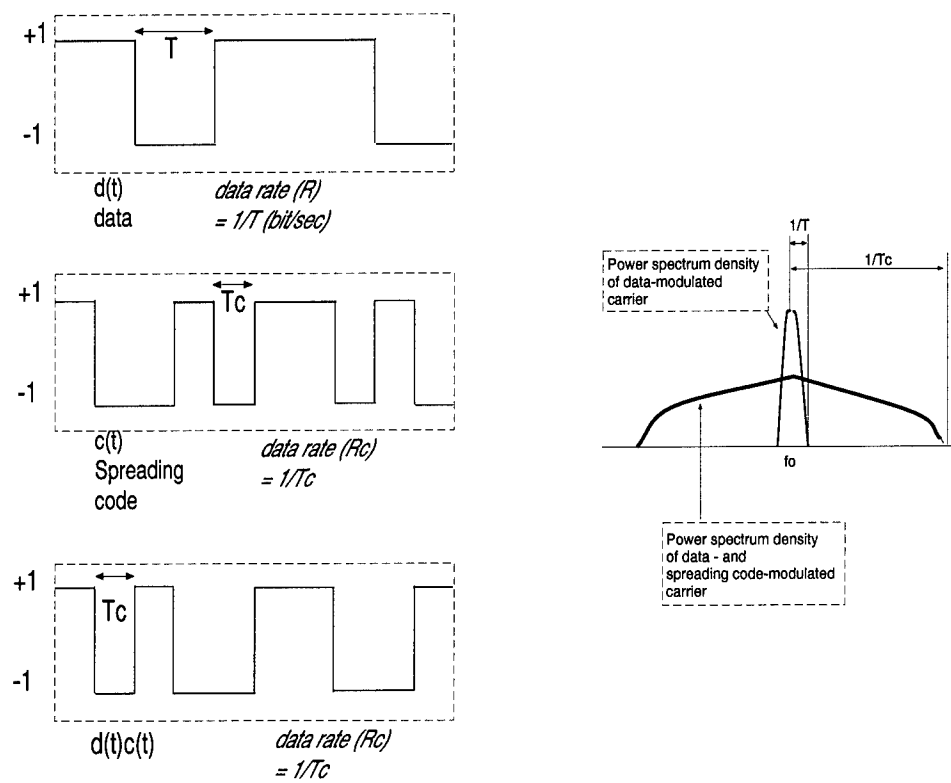 +1
T
-1
d(t)
data
data rate (R)
= 1/T (bit/sec)
+1
Tc
-1
c(t)
Spreading
code
data rate (Rc)
= 1/Tc
+1
Tc
-1
d(t)c(t)
data rate (Rc)
= 1/Tc
1/T
1/Tc
Power spectrum density
of data-modulated
carrier
fo
Power spectrum density
of data - and
spreading code-modulated
carrier